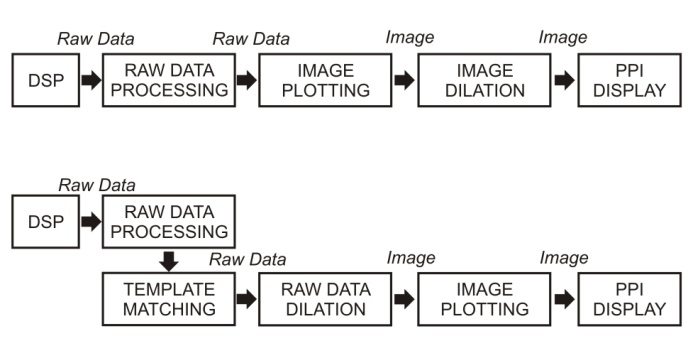 Raw Data Raw Data Image Image
DSP RAW DATA PROCESSING IMAGE PLOTTING IMAGE DILATION PPI DISPLAY
Raw Data
DSP RAW DATA PROCESSING
Raw Data Image Image
TEMPLATE MATCHING RAW DATA DILATION IMAGE PLOTTING PPI DISPLAY